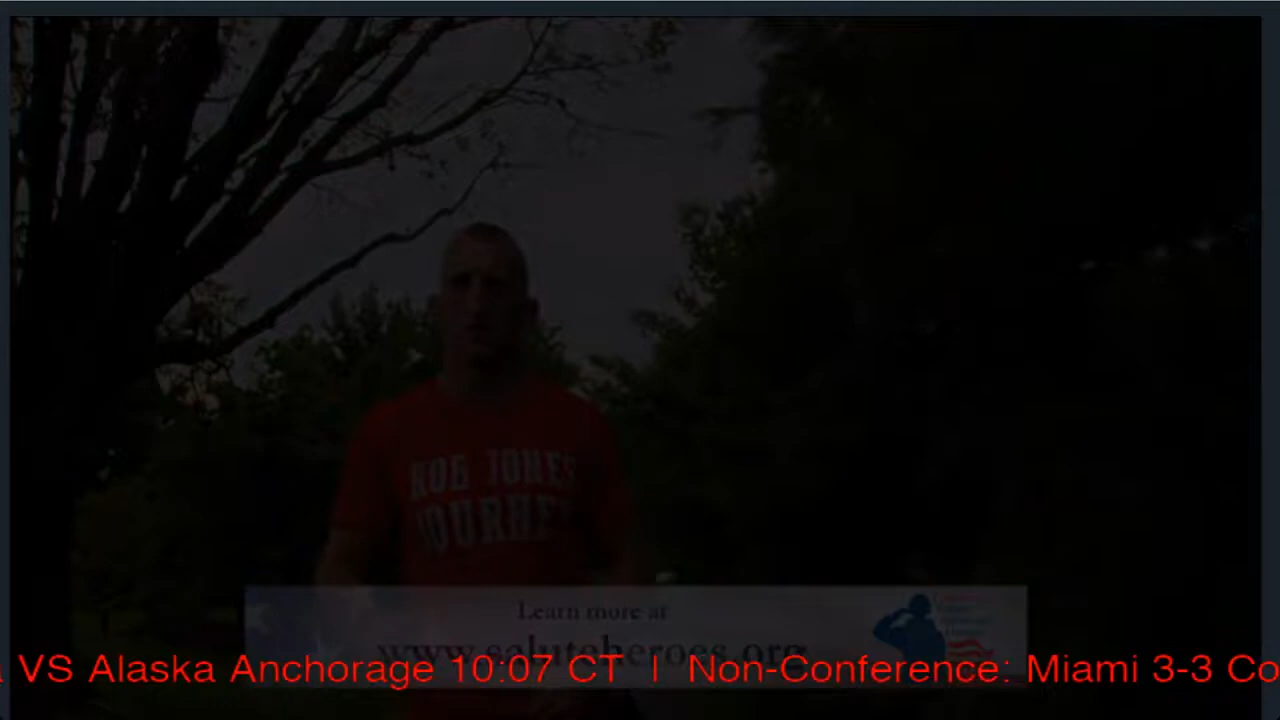 ROB JONES
JOURNEY
Learn more at
www.saluteheroes.org
VS Alaska Anchorage 10:07 CT | Non-Conference: Miami 3-3 Co